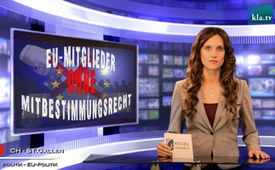 kla.tv
EU-MITGLIEDER
OHNE
MITBESTIMMUNGSRECHT
CH - ST. GALLEN
POLITIK - EU-POLITIK